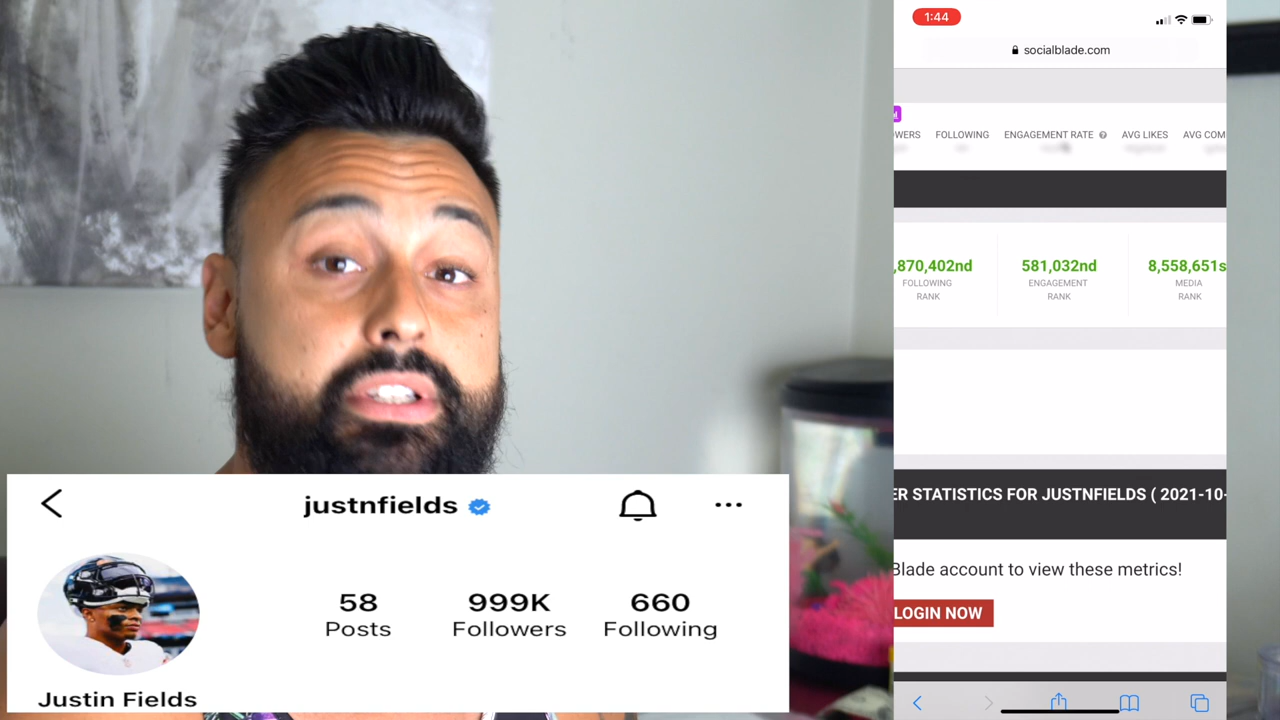 justnfields
58
999K
660
Posts
Followers
Following
Justin Fields
1:44
socialblade.com
WERS
FOLLOWING
ENGAGEMENT RATE
AVG LIKES
AVG COM
,870,402nd
581,032nd
8,558,651s
FOLLOWING
ENGAGEMENT
MEDIA
RANK
RANK
RANK
ER STATISTICS FOR JUSTNFIELDS ( 2021-10-
Blade account to view these metrics!
LOGIN NOW